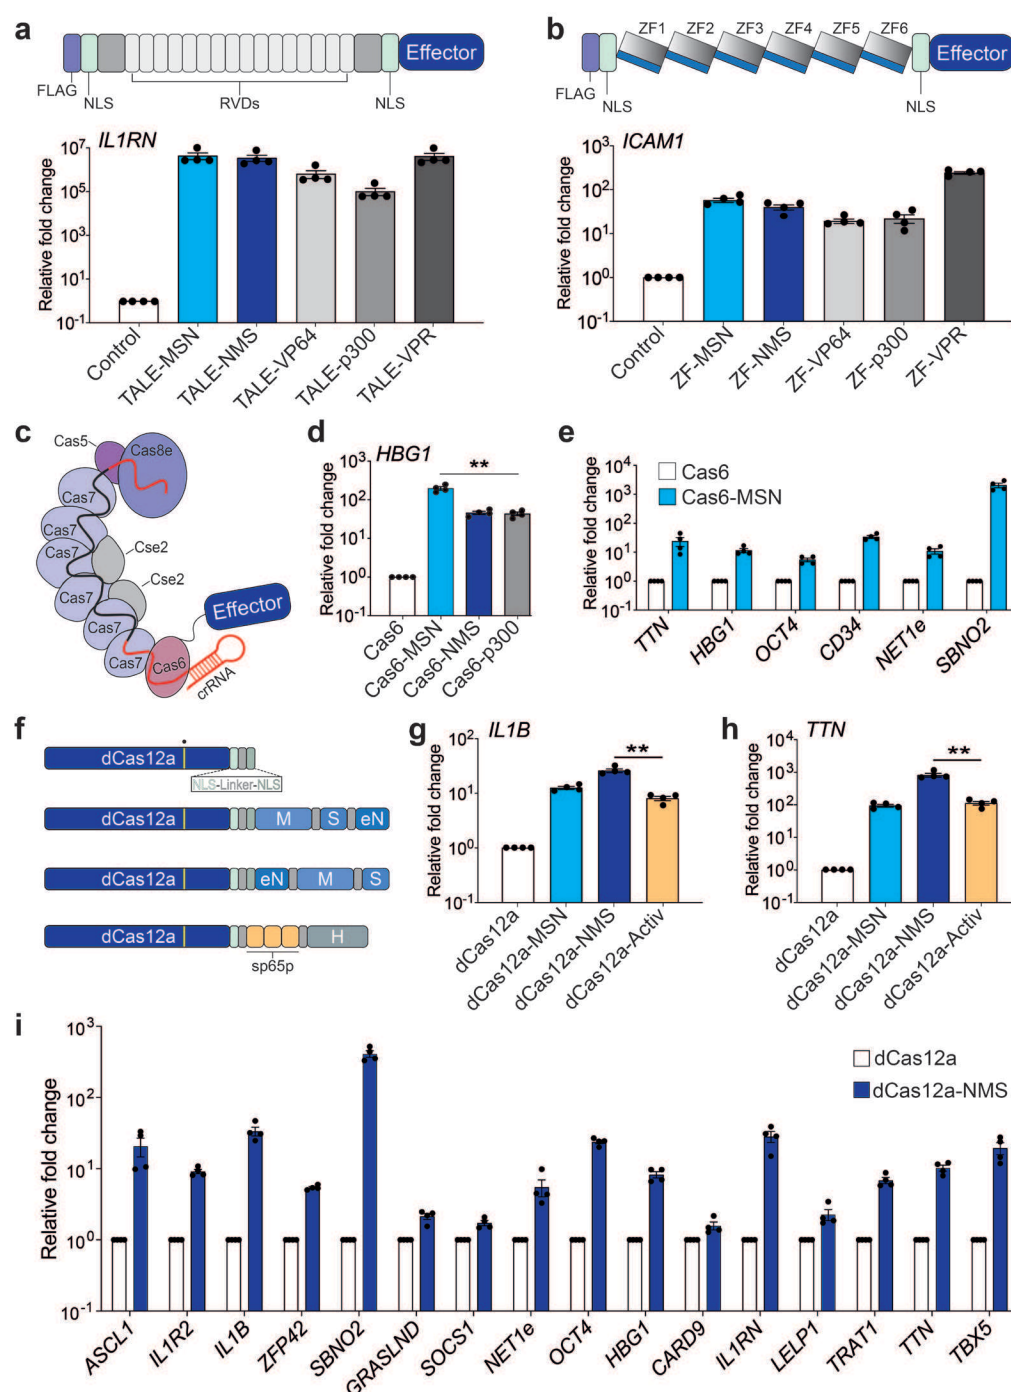 a
FLAG
NLS
RVDs
NLS
Effector
IL1RN
Relative fold change
10^7
10^5
10^3
10^1
10^-1
Control
TALE-MSN
TALE-NMS
TALE-VP64
TALE-p300
TALE-VPR
b
ZF1 ZF2 ZF3 ZF4 ZF5 ZF6
Effector
FLAG
NLS
NLS
ICAM1
Relative fold change
10^3
10^2
10^1
10^0
10^-1
Control
ZF-MSN
ZF-NMS
ZF-VP64
ZF-p300
ZF-VPR
c
Cas5
Cas8e
Cas7
Cas7
Cas7
Cse2
Cse2
Cas7
Cas7
Cas7
Cas6
Effector
crRNA
d
HBG1
**
Relative fold change
10^3
10^2
10^1
10^0
10^-1
Cas6
Cas6-MSN
Cas6-NMS
Cas6-p300
e
Cas6
Cas6-MSN
Relative fold change
10^4
10^3
10^2
10^1
10^0
10^-1
TTN
HBG1
OCT4
CD34
NET1e
SBNO2
f
*
dCas12a
NLS-Linker-NLS
dCas12a M S eN
dCas12a eN M S
dCas12a H
sp65p
g
IL1B
**
Relative fold change
10^2
10^1
10^0
10^-1
dCas12a
dCas12a-MSN
dCas12a-NMS
dCas12a-Activ
h
TTN
**
Relative fold change
10^4
10^3
10^2
10^1
10^0
10^-1
dCas12a
dCas12a-MSN
dCas12a-NMS
dCas12a-Activ
i
dCas12a
dCas12a-NMS
Relative fold change
10^3
10^2
10^1
10^0
10^-1
ASCL1
IL1R2
IL1B
ZFP42
SBNO2
GRASLND
SOCS1
NET1e
OCT4
HBG1
CARD9
IL1RN
LELP1
TRAT1
TTN
TBX5